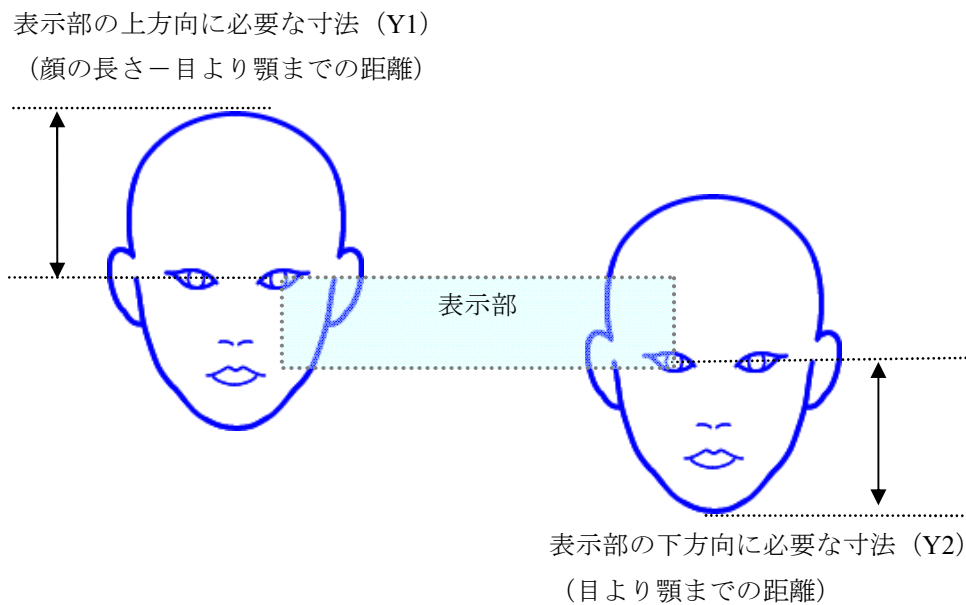 表示部の上方向に必要な寸法（Y1）
（顔の長さ－目より顎までの距離）
表示部
表示部の下方向に必要な寸法（Y2）
（目より顎までの距離）